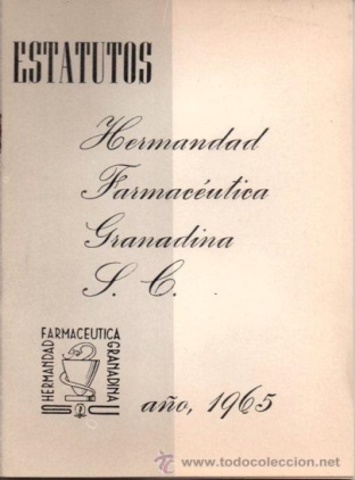 ESTATUTOS
Hermandad
Farmacéutica
Granadina
S. C.
FARMACEUTICA
HERMANDAD
GRANADINA
año, 1965
www.todocoleccion.net